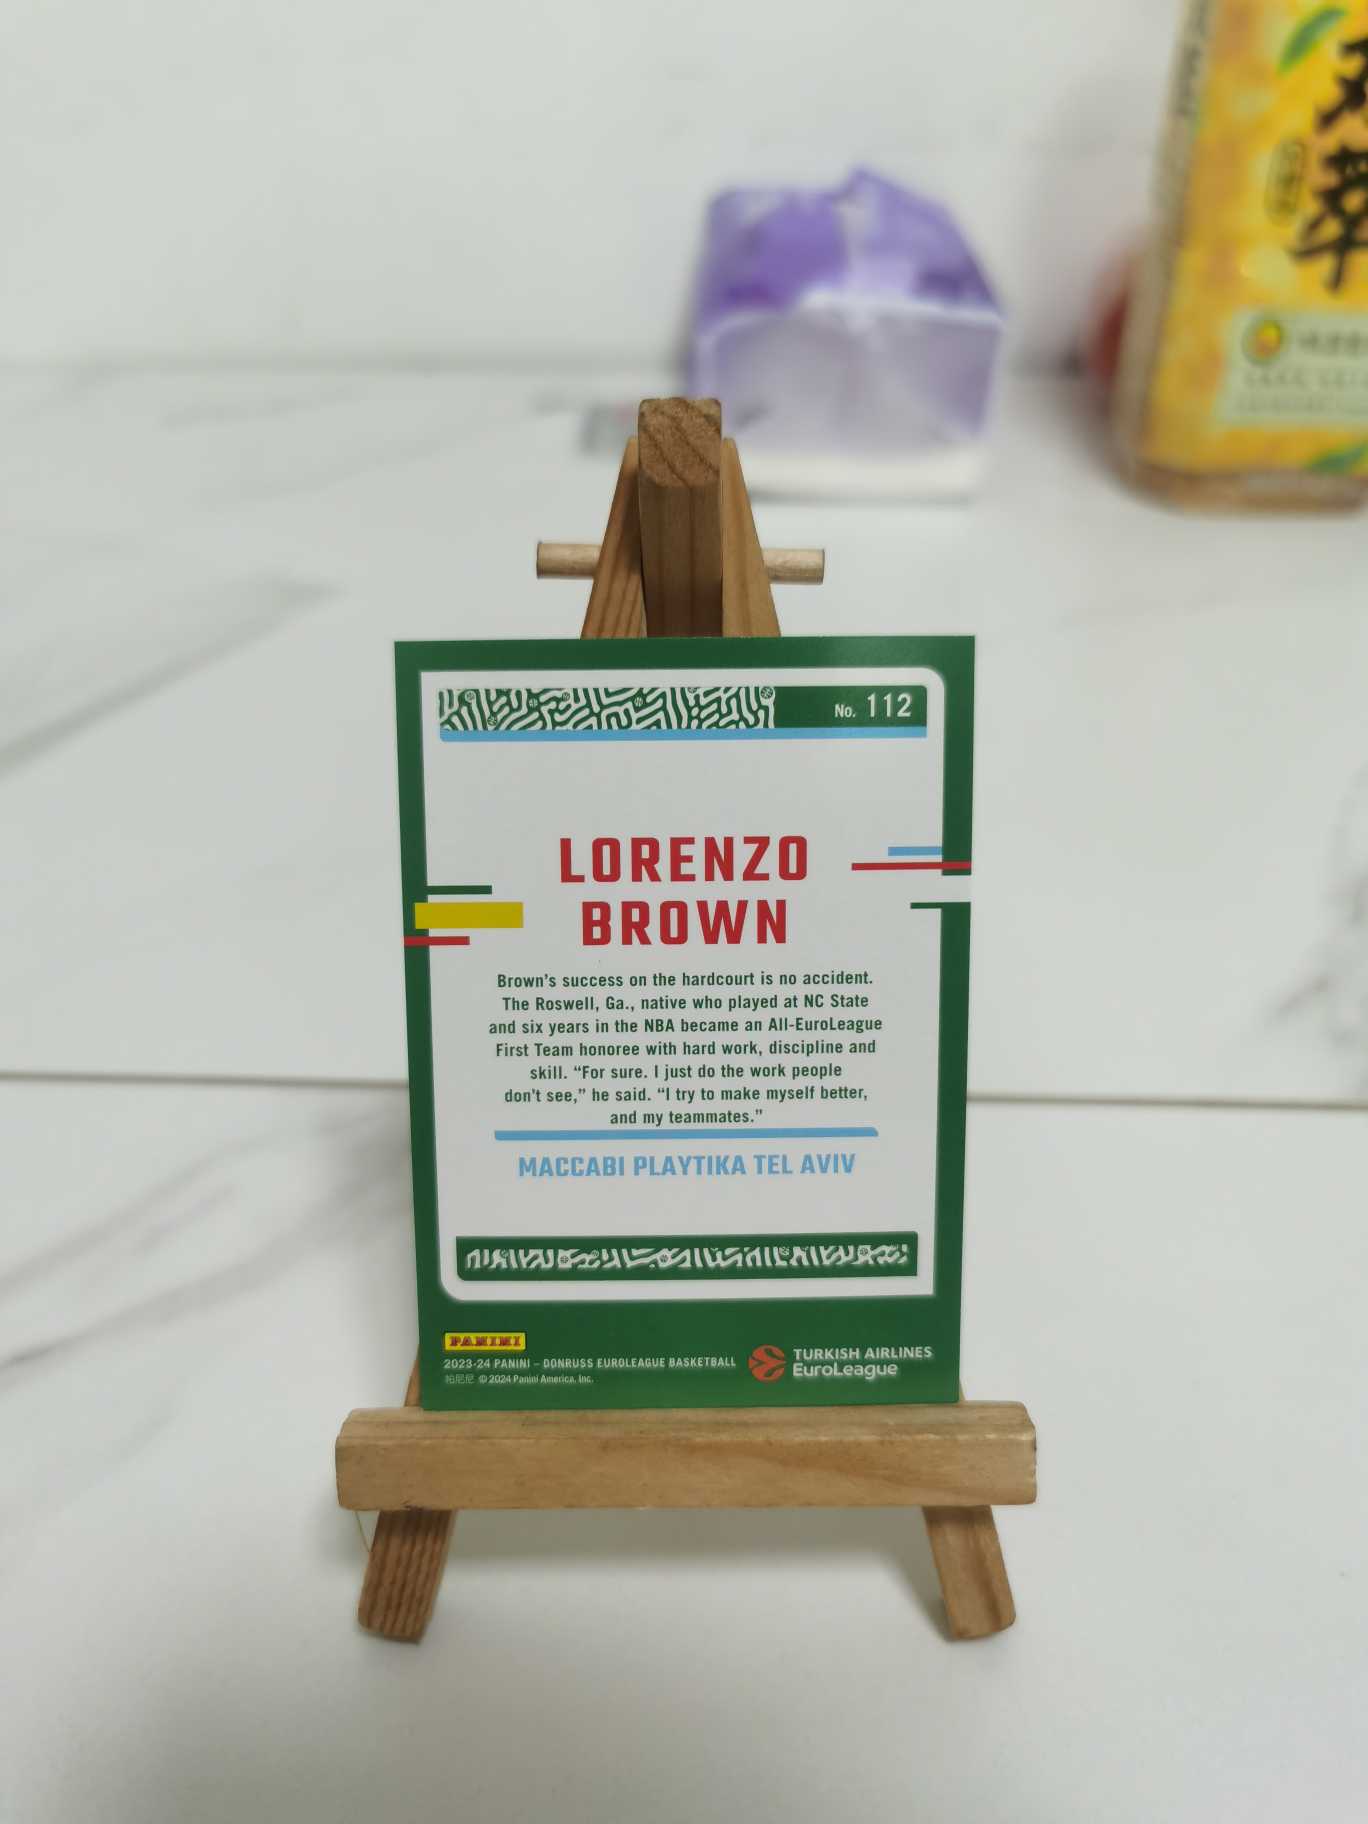 萃
No. 112
LORENZO
BROWN
Brown's success on the hardcourt is no accident.
The Roswell, Ga., native who played at NC State
and six years in the NBA became an All-EuroLeague
First Team honoree with hard work, discipline and
skill. “For sure. I just do the work people
don't see,” he said. “I try to make myself better,
and my teammates.”
MACCABI PLAYTIKA TEL AVIV
PANINI
2023-24 PANINI – DONRUSS EUROLEAGUE BASKETBALL
帕尼尼 © 2024 Panini America, Inc.
TURKISH AIRLINES
EuroLeague